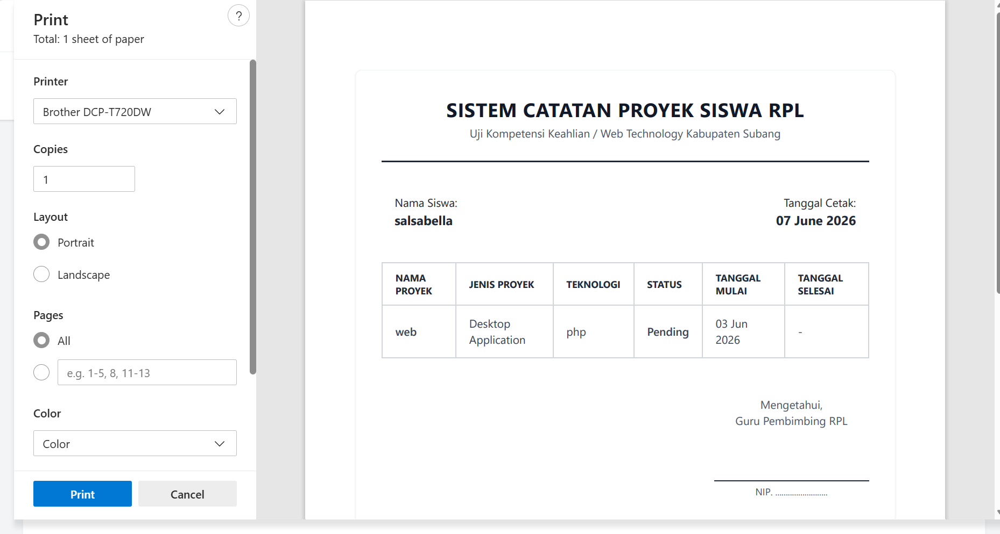 Print
?
Total: 1 sheet of paper
Printer
Brother DCP-T720DW
Copies
1
Layout
Portrait
Landscape
Pages
All
e.g. 1-5, 8, 11-13
Color
Color
Print
Cancel
SISTEM CATATAN PROYEK SISWA RPL
Uji Kompetensi Keahlian / Web Technology Kabupaten Subang
Nama Siswa:
salsabella
Tanggal Cetak:
07 June 2026
NAMA
PROYEK
JENIS PROYEK
TEKNOLOGI
STATUS
TANGGAL
MULAI
TANGGAL
SELESAI
web
Desktop
Application
php
Pending
03 Jun
2026
-
Mengetahui,
Guru Pembimbing RPL
NIP. .........................